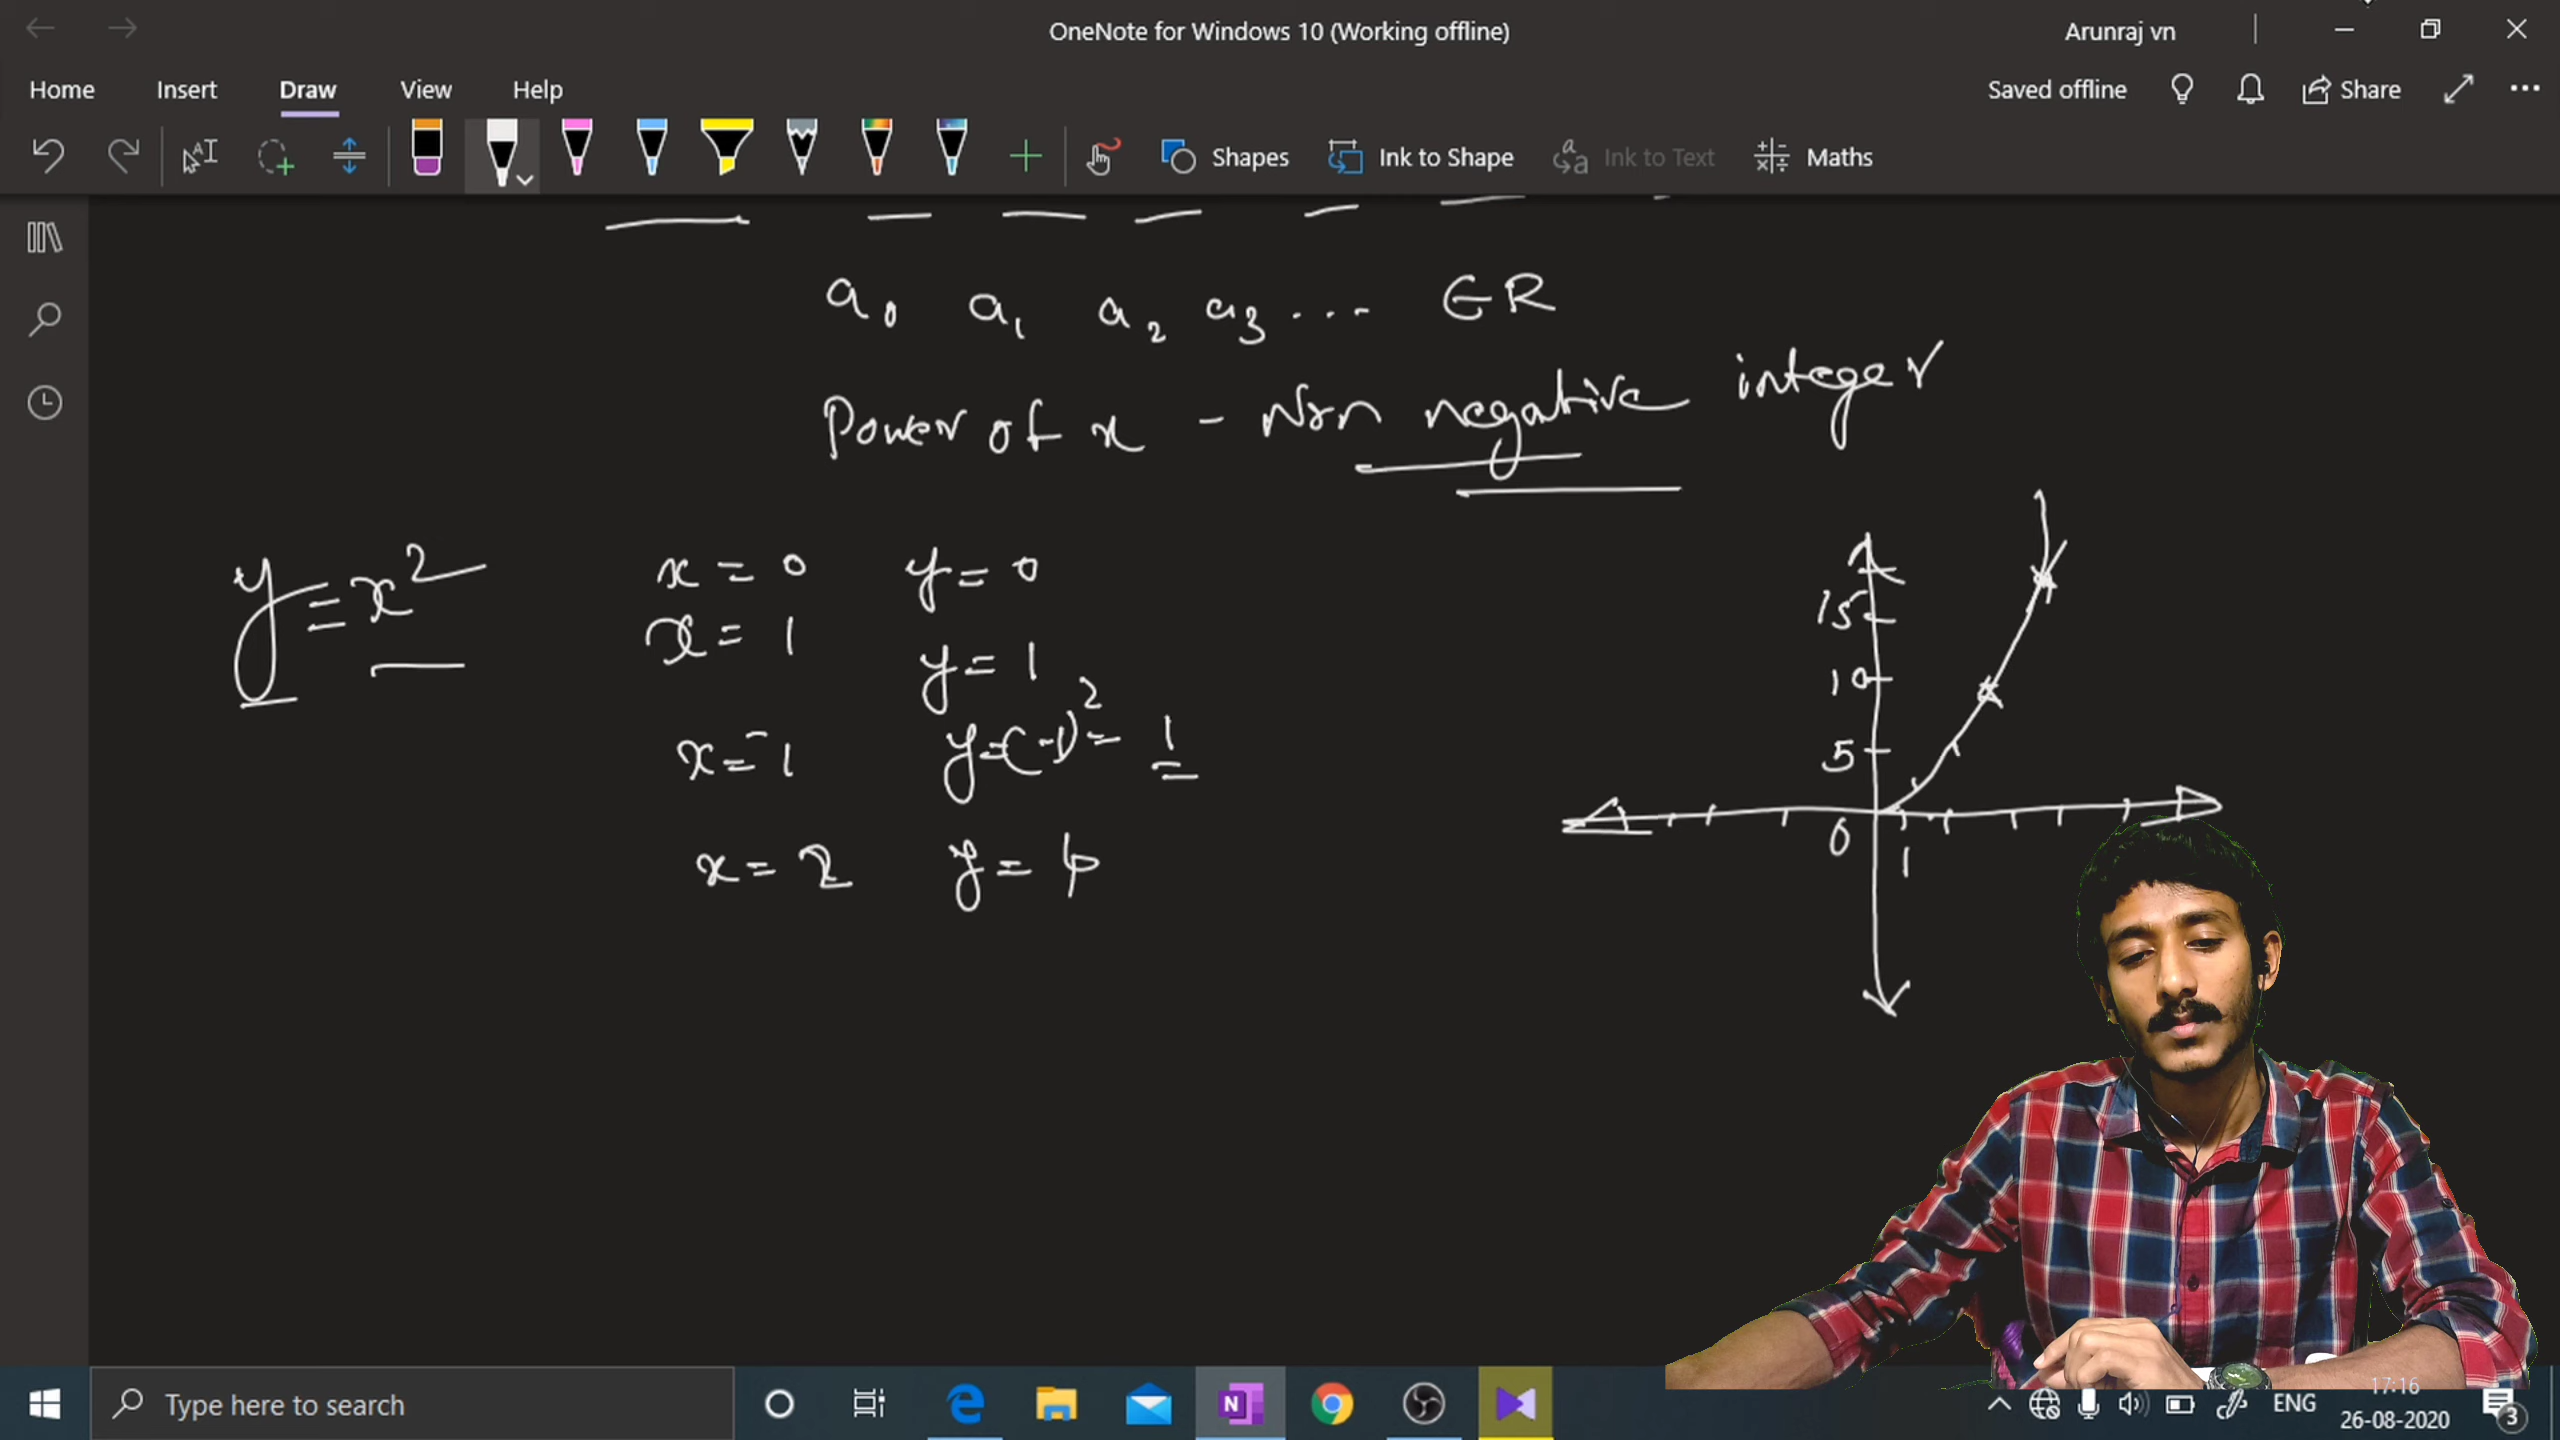 OneNote for Windows 10 (Working offline)
Arunraj vn
Home Insert Draw View Help
Saved offline Share
Shapes Ink to Shape Ink to Text Maths
a₀ a₁ a₂ a₃ ... ∈ R
Power of x - Non negative integer
y = x²
x = 0 y = 0
x = 1 y = 1
x = -1 y = (-1)² = 1
x = 2 y = 4
15
10
5
0 1
Type here to search
ENG
17:16
26-08-2020
3